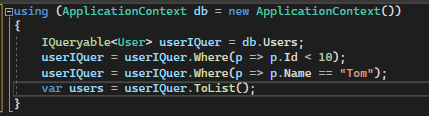 using (ApplicationContext db = new ApplicationContext())
{
IQueryable<User> userIQuer = db.Users;
userIQuer = userIQuer.Where(p => p.Id < 10);
userIQuer = userIQuer.Where(p => p.Name == "Tom");
var users = userIQuer.ToList();
}